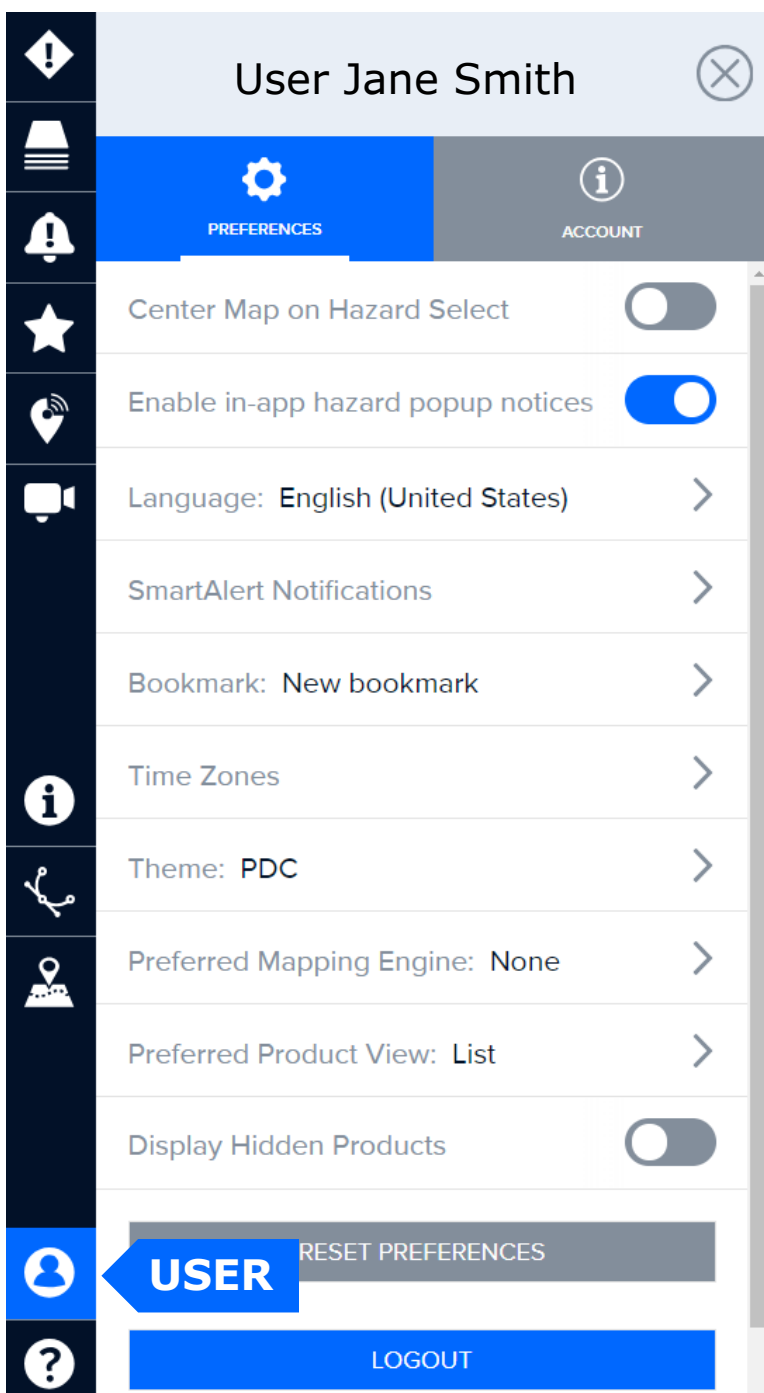 User Jane Smith
PREFERENCES
ACCOUNT
Center Map on Hazard Select
Enable in-app hazard popup notices
Language: English (United States)
SmartAlert Notifications
Bookmark: New bookmark
Time Zones
Theme: PDC
Preferred Mapping Engine: None
Preferred Product View: List
Display Hidden Products
RESET PREFERENCES
USER
LOGOUT